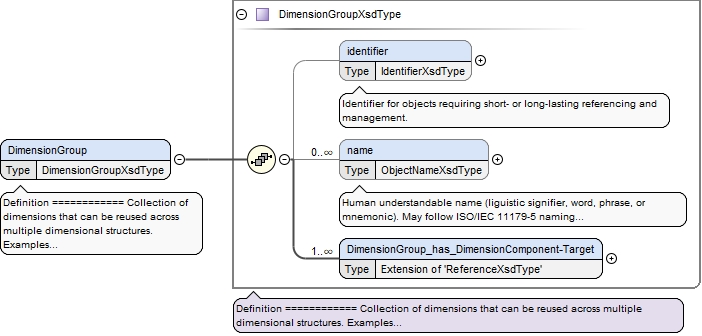 DimensionGroupXsdType
identifier
Type IdentifierXsdType
Identifier for objects requiring short- or long-lasting referencing and
management.
DimensionGroup
Type DimensionGroupXsdType
Definition ============ Collection of
dimensions that can be reused across
multiple dimensional structures.
Examples...
0..∞
name
Type ObjectNameXsdType
Human understandable name (liguistic signifier, word, phrase, or
mnemonic). May follow ISO/IEC 11179-5 naming...
1..∞
DimensionGroup_has_DimensionComponent-Target
Type Extension of 'ReferenceXsdType'
Definition ============ Collection of dimensions that can be reused across multiple
dimensional structures. Examples...